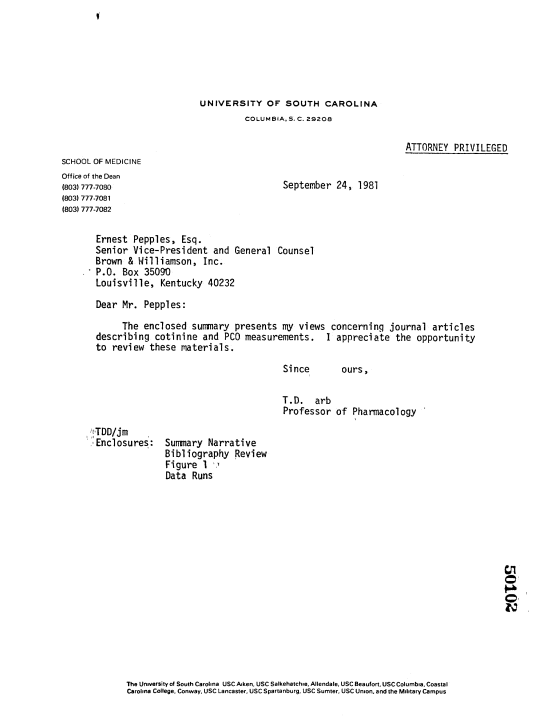 UNIVERSITY OF SOUTH CAROLINA
COLUMBIA, S. C. 29208
ATTORNEY PRIVILEGED
SCHOOL OF MEDICINE
Office of the Dean
(803) 777-7080
(803) 777-7081
(803) 777-7082
September 24, 1981
Ernest Pepples, Esq.
Senior Vice-President and General Counsel
Brown & Williamson, Inc.
P.O. Box 35090
Louisville, Kentucky 40232
Dear Mr. Pepples:
The enclosed summary presents my views concerning journal articles
describing cotinine and PCO measurements. I appreciate the opportunity
to review these materials.
Since ours,
T.D. arb
Professor of Pharmacology
TDD/jm
Enclosures: Summary Narrative
Bibliography Review
Figure 1
Data Runs
50102
The University of South Carolina USC Aiken, USC Salkehatchie, Allendale, USC Beaufort, USC Columbia, Coastal
Carolina College, Conway, USC Lancaster, USC Spartanburg, USC Sumter, USC Union, and the Military Campus